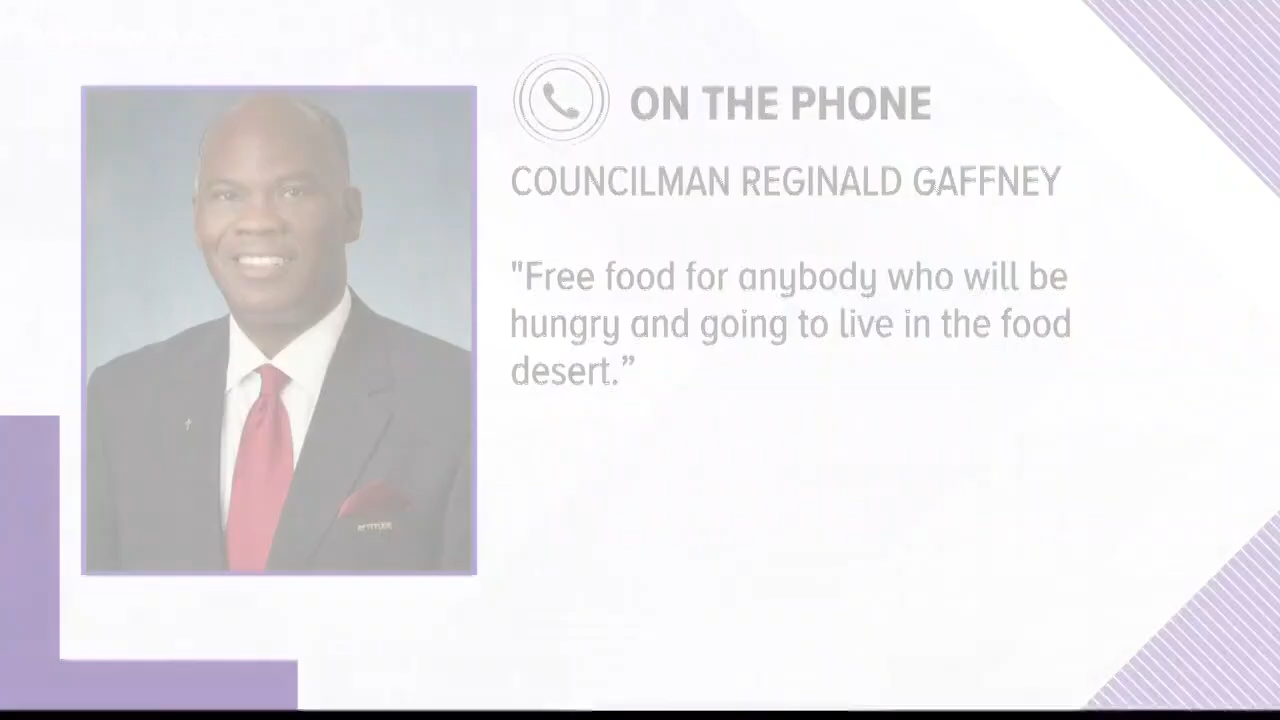 ON THE PHONE
COUNCILMAN REGINALD GAFFNEY
"Free food for anybody who will be
hungry and going to live in the food
desert.”